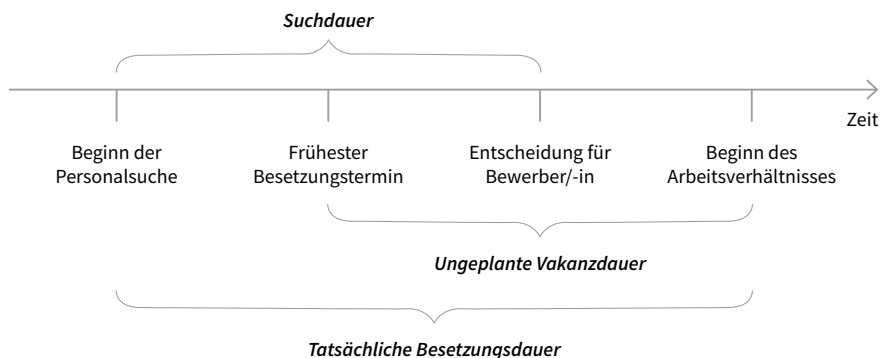 Suchdauer
Zeit
Beginn der
Personalsuche
Frühester
Besetzungstermin
Entscheidung für
Bewerber/-in
Beginn des
Arbeitsverhältnisses
Ungeplante Vakanzdauer
Tatsächliche Besetzungsdauer